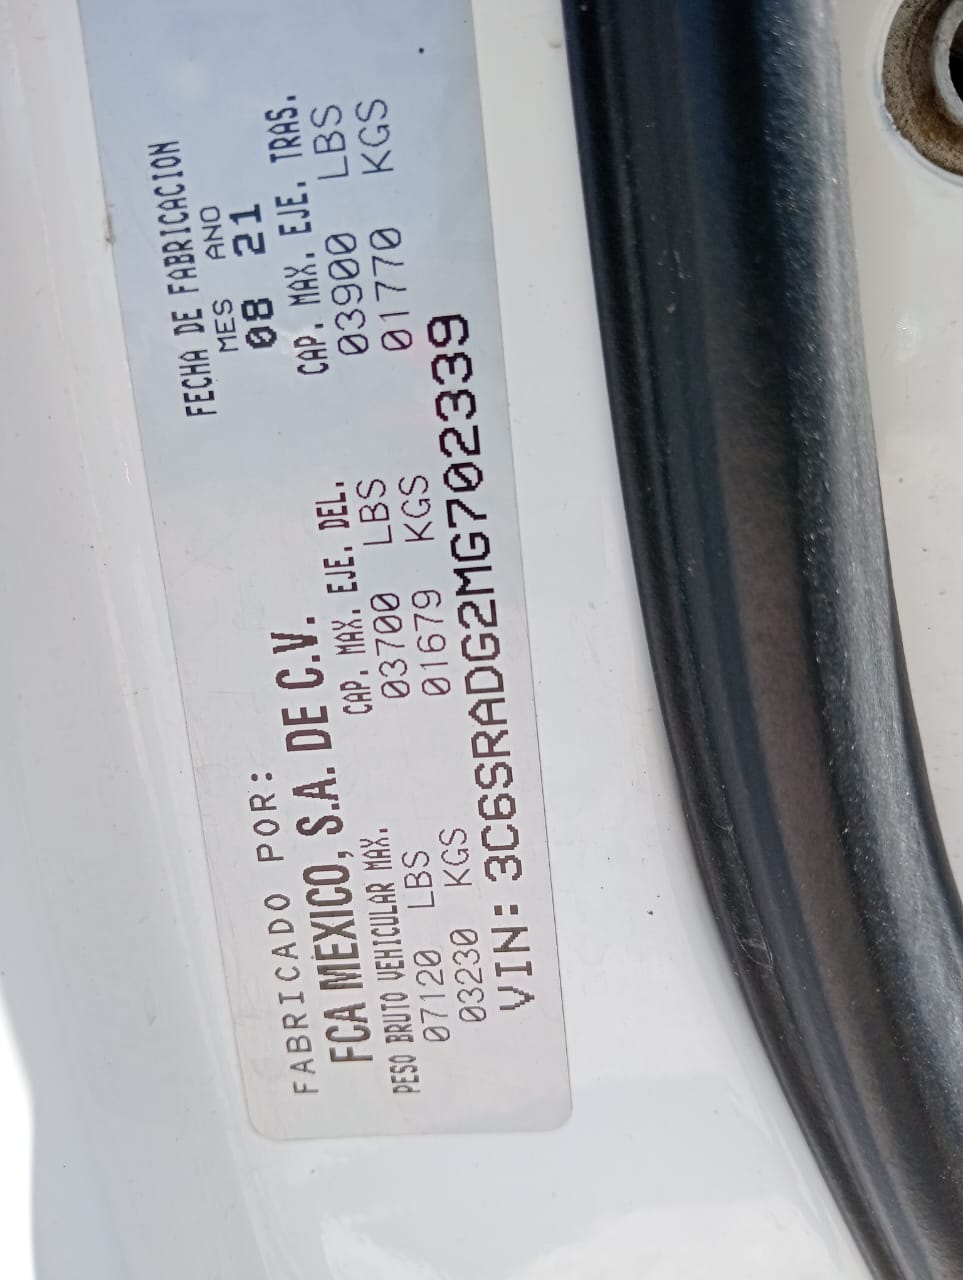 FABRICADO POR:
FCA MEXICO, S.A. DE C.V.
FECHA DE FABRICACION
MES ANO
08 21
PESO BRUTO VEHICULAR MAX.
07120 LBS
03230 KGS
CAP. MAX. EJE. DEL.
03700 LBS
01679 KGS
CAP. MAX. EJE. TRAS.
03900 LBS
01770 KGS
VIN: 3C6SRADG2MG702339